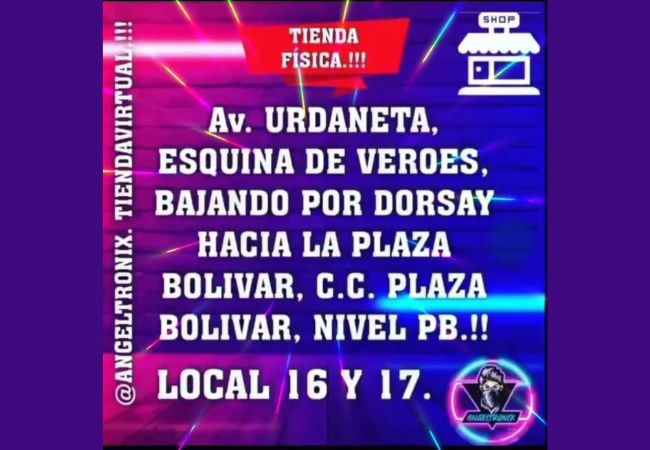 TIENDA
FÍSICA.!!!
SHOP
Av. URDANETA,
ESQUINA DE VEROES,
BAJANDO POR DORSAY
HACIA LA PLAZA
BOLIVAR, C.C. PLAZA
BOLIVAR, NIVEL PB.!!
LOCAL 16 Y 17.
@ANGELTRONIX. TIENDAVIRTUAL.!!!
ANGELTRONIX